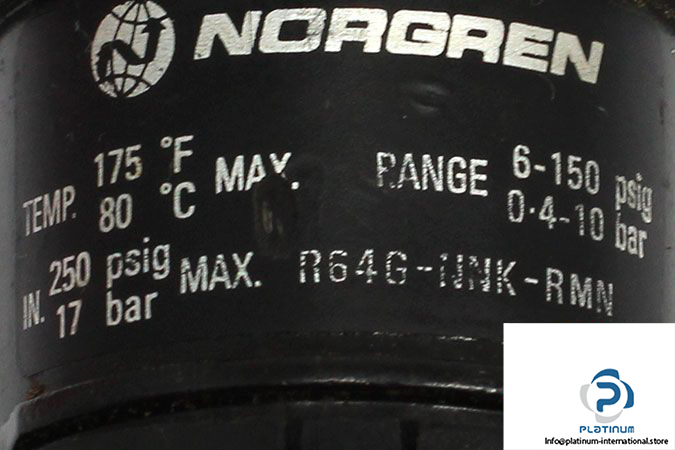 NORGREN
TEMP. 175 °F MAX. RANGE 6-150 psig
80 °C 0·4-10 bar
IN. 250 psig MAX. R64G-NNK-RMN
17 bar
PLATINUM
Info@platinum-international.store